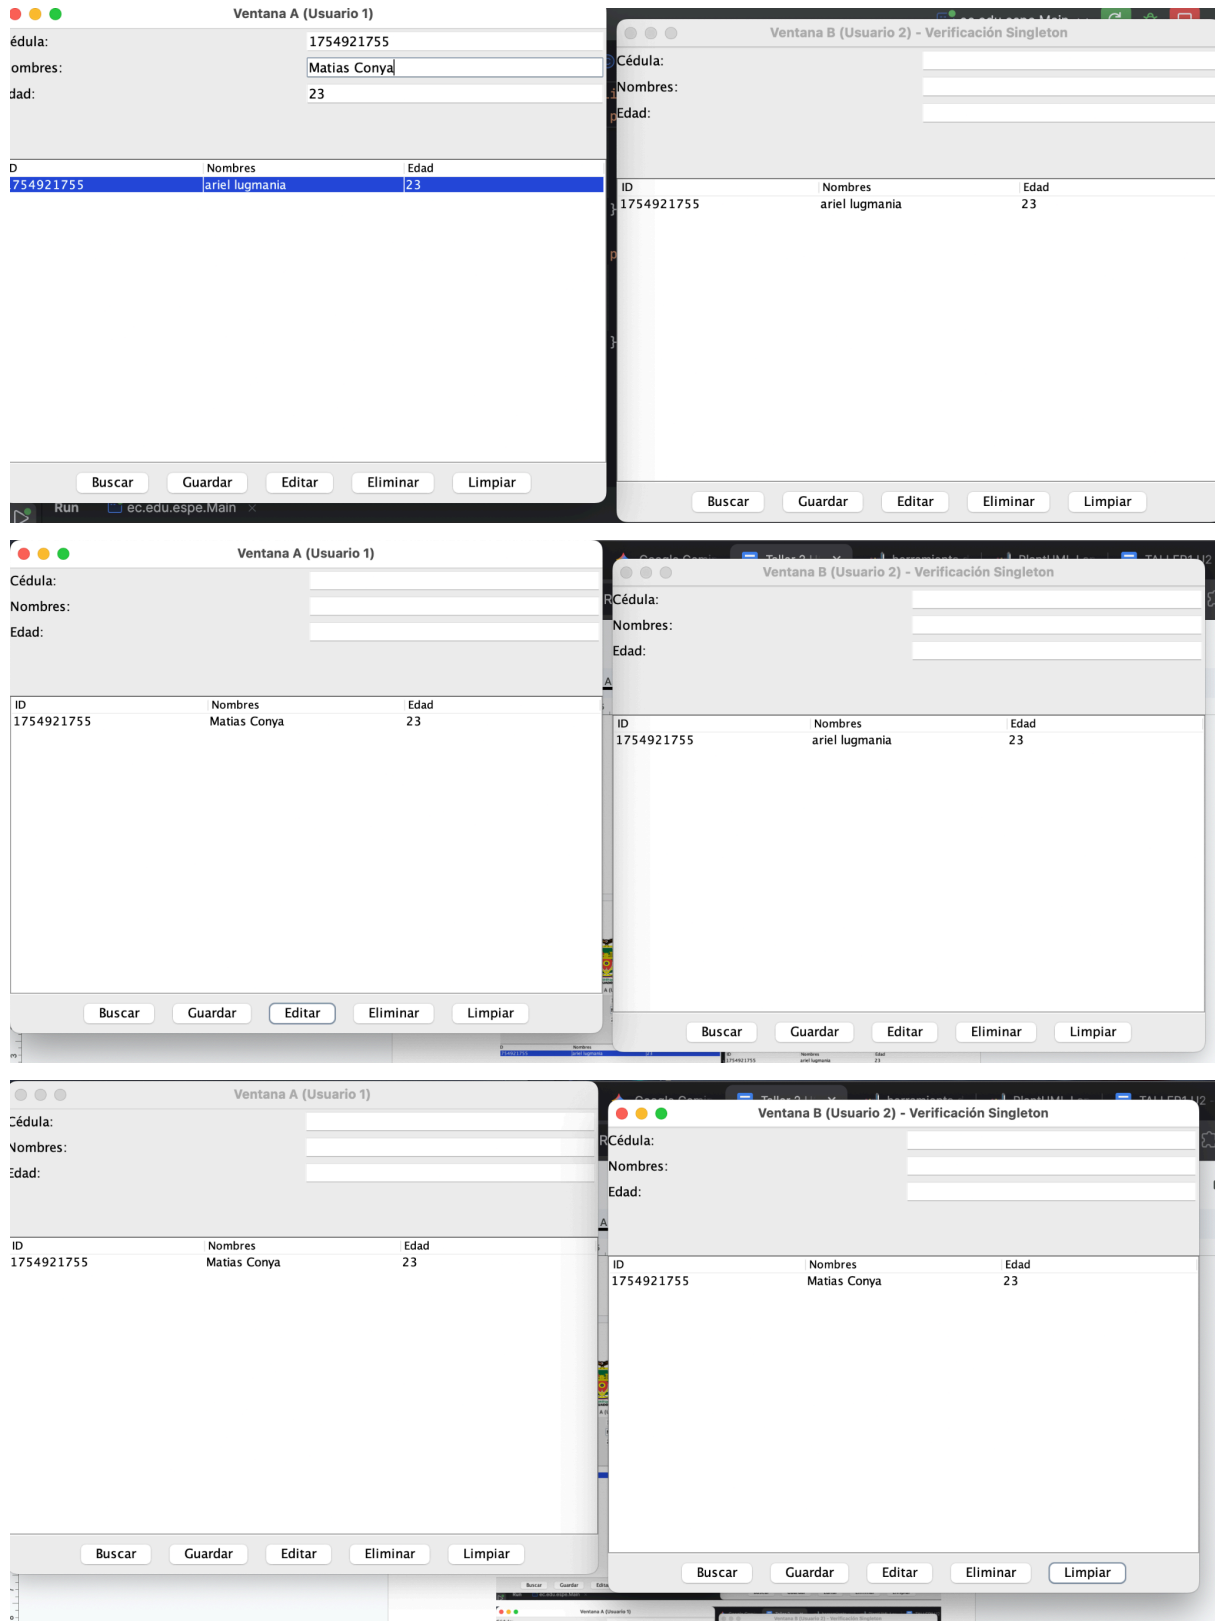 Ventana A (Usuario 1)
édula: 1754921755
ombres: Matias Conya
dad: 23
D Nombres Edad
754921755 ariel lugmania 23
Buscar Guardar Editar Eliminar Limpiar
Run ec.edu.espe.Main ×
Ventana B (Usuario 2) - Verificación Singleton
Cédula:
Nombres:
Edad:
ID Nombres Edad
1754921755 ariel lugmania 23
Buscar Guardar Editar Eliminar Limpiar
Ventana A (Usuario 1)
Cédula:
Nombres:
Edad:
ID Nombres Edad
1754921755 Matias Conya 23
Buscar Guardar Editar Eliminar Limpiar
Ventana B (Usuario 2) - Verificación Singleton
Cédula:
Nombres:
Edad:
ID Nombres Edad
1754921755 ariel lugmania 23
Buscar Guardar Editar Eliminar Limpiar
Ventana A (Usuario 1)
Cédula:
Nombres:
Edad:
ID Nombres Edad
1754921755 Matias Conya 23
Buscar Guardar Editar Eliminar Limpiar
Ventana B (Usuario 2) - Verificación Singleton
Cédula:
Nombres:
Edad:
ID Nombres Edad
1754921755 Matias Conya 23
Buscar Guardar Editar Eliminar Limpiar